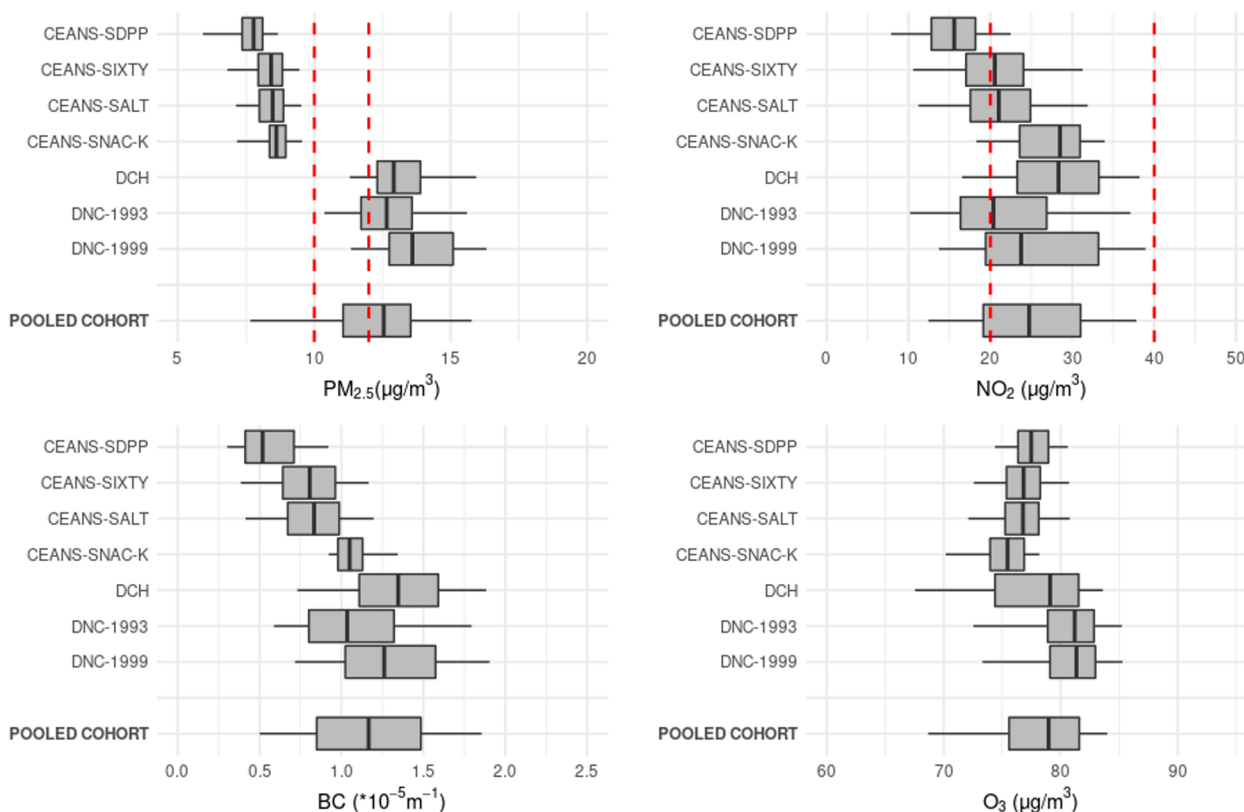 CEANS-SDPP
CEANS-SIXTY
CEANS-SALT
CEANS-SNAC-K
DCH
DNC-1993
DNC-1999
POOLED COHORT
5 10 15 20
PM2.5(µg/m³)
CEANS-SDPP
CEANS-SIXTY
CEANS-SALT
CEANS-SNAC-K
DCH
DNC-1993
DNC-1999
POOLED COHORT
0 10 20 30 40 50
NO2 (µg/m³)
CEANS-SDPP
CEANS-SIXTY
CEANS-SALT
CEANS-SNAC-K
DCH
DNC-1993
DNC-1999
POOLED COHORT
0.0 0.5 1.0 1.5 2.0 2.5
BC (*10⁻⁵m⁻¹)
CEANS-SDPP
CEANS-SIXTY
CEANS-SALT
CEANS-SNAC-K
DCH
DNC-1993
DNC-1999
POOLED COHORT
60 70 80 90
O3 (µg/m³)